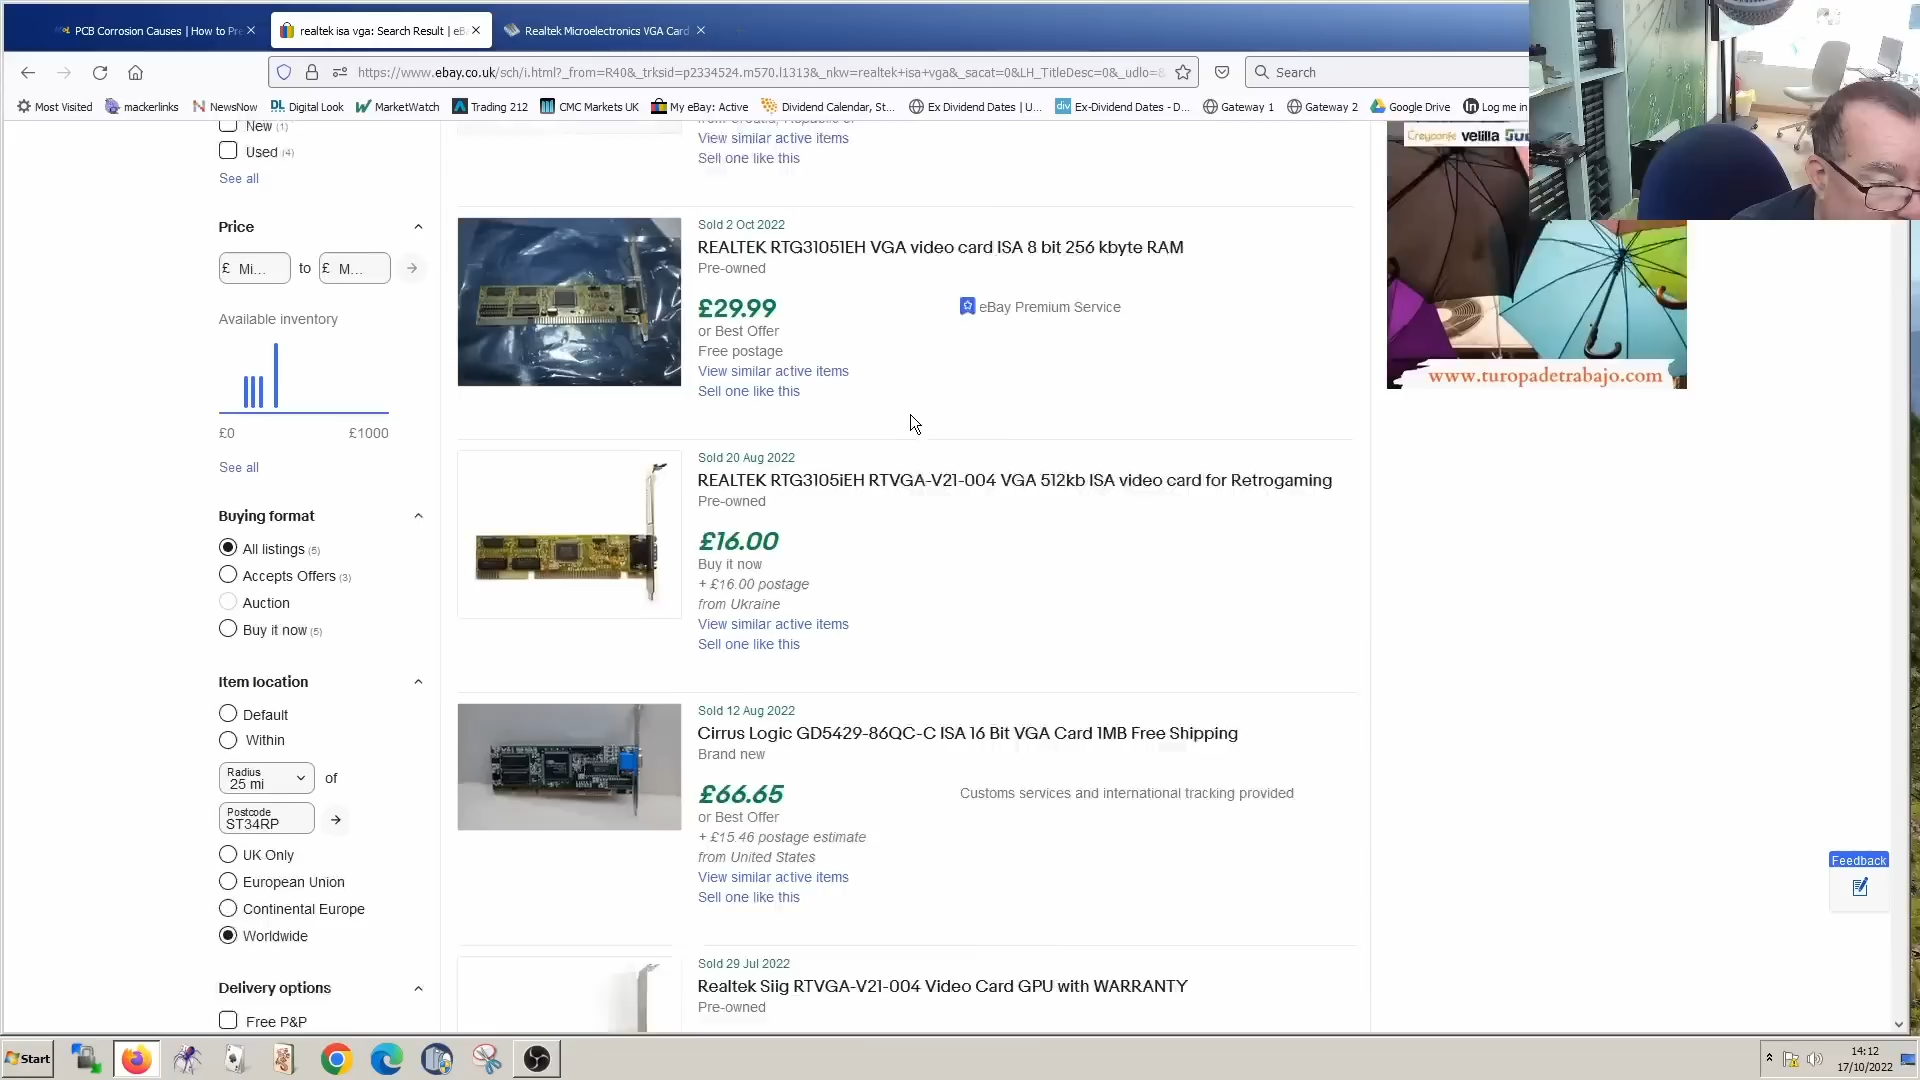 PCB Corrosion Causes | How to Pre
realtek isa vga: Search Result | eB
Realtek Microelectronics VGA Card
https://www.ebay.co.uk/sch/i.html?_from=R40&_trksid=p2334524.m570.l1313&_nkw=realtek+isa+vga&_sacat=0&LH_TitleDesc=0&_udlo=
Search
Most Visited
mackerlinks
NewsNow
DL Digital Look
MarketWatch
Trading 212
CMC Markets UK
My eBay: Active
Dividend Calendar, St...
Ex Dividend Dates | U...
div Ex-Dividend Dates - D...
Gateway 1
Gateway 2
Google Drive
Log me in
New (1)
Used (4)
See all
Price
£ Mi...
to
£ M...
Available inventory
£0
£1000
See all
Buying format
All listings (5)
Accepts Offers (3)
Auction
Buy it now (5)
Item location
Default
Within
Radius
25 mi
of
Postcode
ST34RP
UK Only
European Union
Continental Europe
Worldwide
Delivery options
Free P&P
from Croatia, Republic of
View similar active items
Sell one like this
Sold 2 Oct 2022
REALTEK RTG31051EH VGA video card ISA 8 bit 256 kbyte RAM
Pre-owned
£29.99
eBay Premium Service
or Best Offer
Free postage
View similar active items
Sell one like this
Sold 20 Aug 2022
REALTEK RTG3105iEH RTVGA-V21-004 VGA 512kb ISA video card for Retrogaming
Pre-owned
£16.00
Buy it now
+ £16.00 postage
from Ukraine
View similar active items
Sell one like this
Sold 12 Aug 2022
Cirrus Logic GD5429-86QC-C ISA 16 Bit VGA Card 1MB Free Shipping
Brand new
£66.65
Customs services and international tracking provided
or Best Offer
+ £15.46 postage estimate
from United States
View similar active items
Sell one like this
Sold 29 Jul 2022
Realtek Siig RTVGA-V21-004 Video Card GPU with WARRANTY
Pre-owned
velilla
www.turopadetrabajo.com
Feedback
Start
14:12
17/10/2022